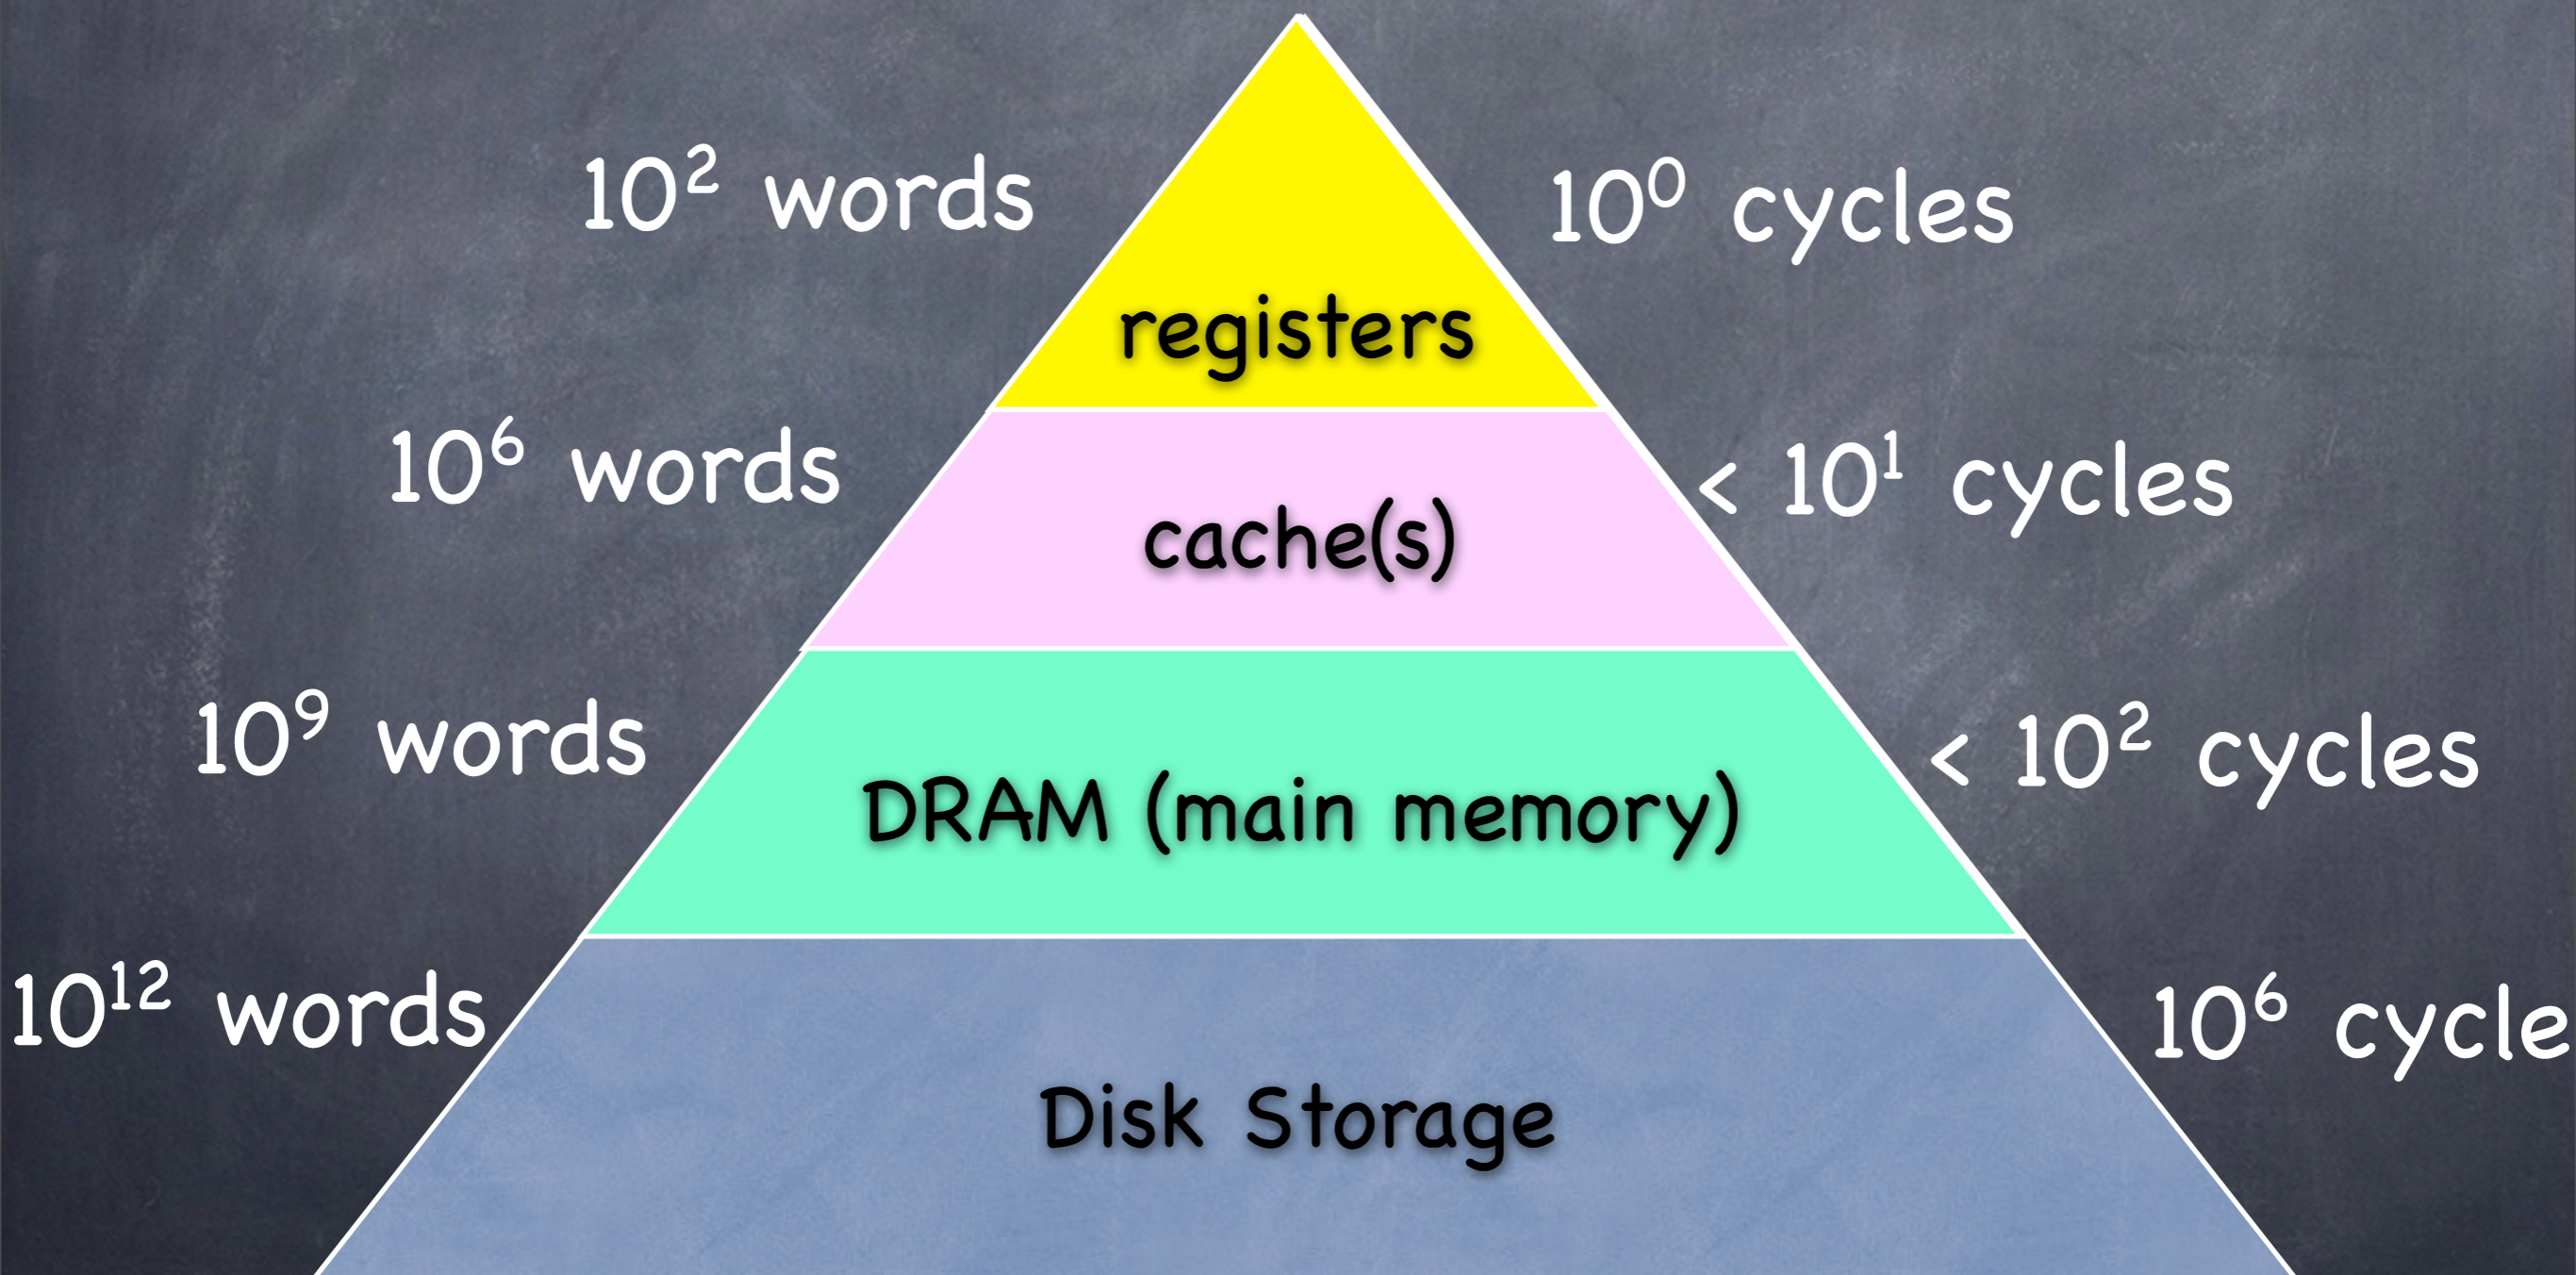 10² words
10⁰ cycles
registers
10⁶ words
< 10¹ cycles
cache(s)
10⁹ words
< 10² cycles
DRAM (main memory)
10¹² words
10⁶ cycle
Disk Storage